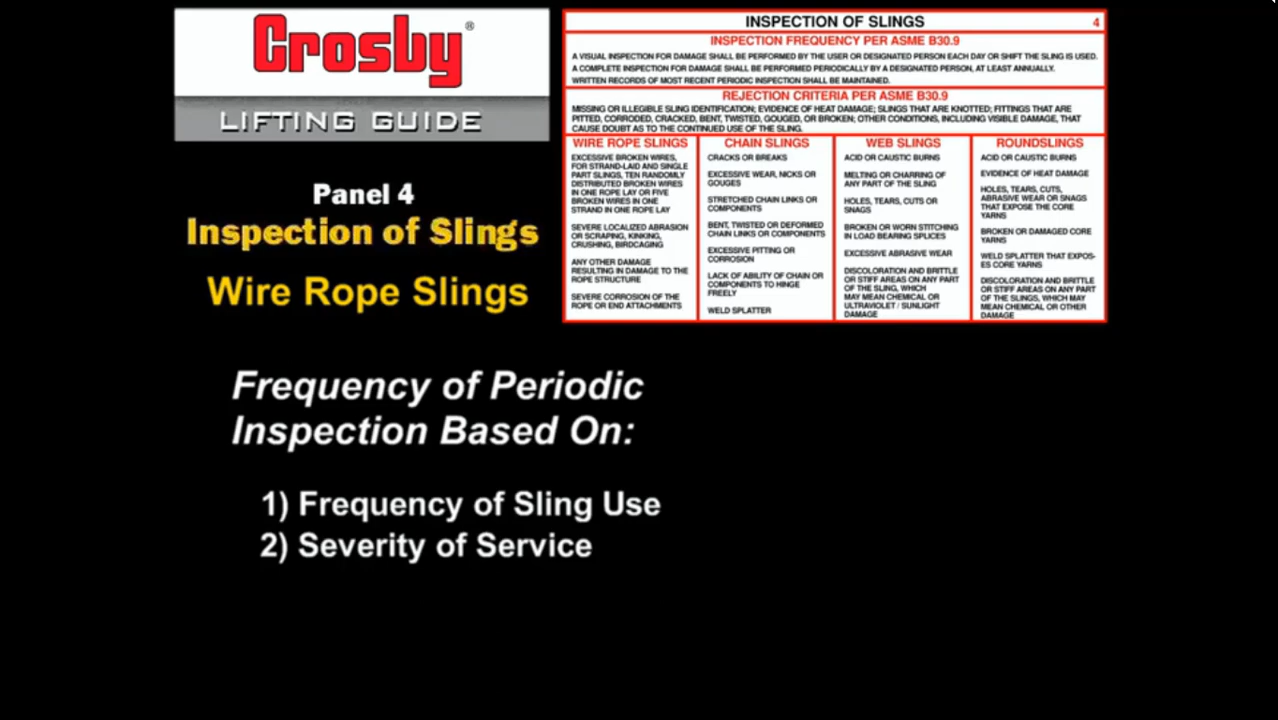 Crosby®
LIFTING GUIDE
Panel 4
Inspection of Slings
Wire Rope Slings
INSPECTION OF SLINGS 4
INSPECTION FREQUENCY PER ASME B30.9
A VISUAL INSPECTION FOR DAMAGE SHALL BE PERFORMED BY THE USER OR DESIGNATED PERSON EACH DAY OR SHIFT THE SLING IS USED.
A COMPLETE INSPECTION FOR DAMAGE SHALL BE PERFORMED PERIODICALLY BY A DESIGNATED PERSON, AT LEAST ANNUALLY.
WRITTEN RECORDS OF MOST RECENT PERIODIC INSPECTION SHALL BE MAINTAINED.
REJECTION CRITERIA PER ASME B30.9
MISSING OR ILLEGIBLE SLING IDENTIFICATION; EVIDENCE OF HEAT DAMAGE; SLINGS THAT ARE KNOTTED; FITTINGS THAT ARE
PITTED, CORRODED, CRACKED, BENT, TWISTED, GOUGED, OR BROKEN; OTHER CONDITIONS, INCLUDING VISIBLE DAMAGE, THAT
CAUSE DOUBT AS TO THE CONTINUED USE OF THE SLING.
WIRE ROPE SLINGS
EXCESSIVE BROKEN WIRES,
FOR STRAND-LAID AND SINGLE
PART SLINGS, TEN RANDOMLY
DISTRIBUTED BROKEN WIRES
IN ONE ROPE LAY OR FIVE
BROKEN WIRES IN ONE
STRAND IN ONE ROPE LAY
SEVERE LOCALIZED ABRASION
OR SCRAPING, KINKING,
CRUSHING, BIRDCAGING
ANY OTHER DAMAGE
RESULTING IN DAMAGE TO THE
ROPE STRUCTURE
SEVERE CORROSION OF THE
ROPE OR END ATTACHMENTS
CHAIN SLINGS
CRACKS OR BREAKS
EXCESSIVE WEAR, NICKS OR
GOUGES
STRETCHED CHAIN LINKS OR
COMPONENTS
BENT, TWISTED OR DEFORMED
CHAIN LINKS OR COMPONENTS
EXCESSIVE PITTING OR
CORROSION
LACK OF ABILITY OF CHAIN OR
COMPONENTS TO HINGE
FREELY
WELD SPLATTER
WEB SLINGS
ACID OR CAUSTIC BURNS
MELTING OR CHARRING OF
ANY PART OF THE SLING
HOLES, TEARS, CUTS OR
SNAGS
BROKEN OR WORN STITCHING
IN LOAD BEARING SPLICES
EXCESSIVE ABRASIVE WEAR
DISCOLORATION AND BRITTLE
OR STIFF AREAS ON ANY PART
OF THE SLING, WHICH
MAY MEAN CHEMICAL OR
ULTRAVIOLET / SUNLIGHT
DAMAGE
ROUNDSLINGS
ACID OR CAUSTIC BURNS
EVIDENCE OF HEAT DAMAGE
HOLES, TEARS, CUTS,
ABRASIVE WEAR OR SNAGS
THAT EXPOSE THE CORE
YARNS
BROKEN OR DAMAGED CORE
YARNS
WELD SPLATTER THAT EXPOS-
ES CORE YARNS
DISCOLORATION AND BRITTLE
OR STIFF AREAS ON ANY PART
OF THE SLINGS, WHICH MAY
MEAN CHEMICAL OR OTHER
DAMAGE
Frequency of Periodic
Inspection Based On:
1) Frequency of Sling Use
2) Severity of Service